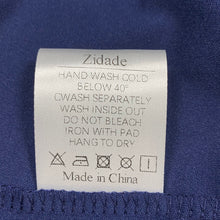 Zidade
HAND WASH COLD
BELOW 40°
CWASH SEPARATELY
WASH INSIDE OUT
DO NOT BLEACH
IRON WITH PAD
HANG TO DRY
Made in China